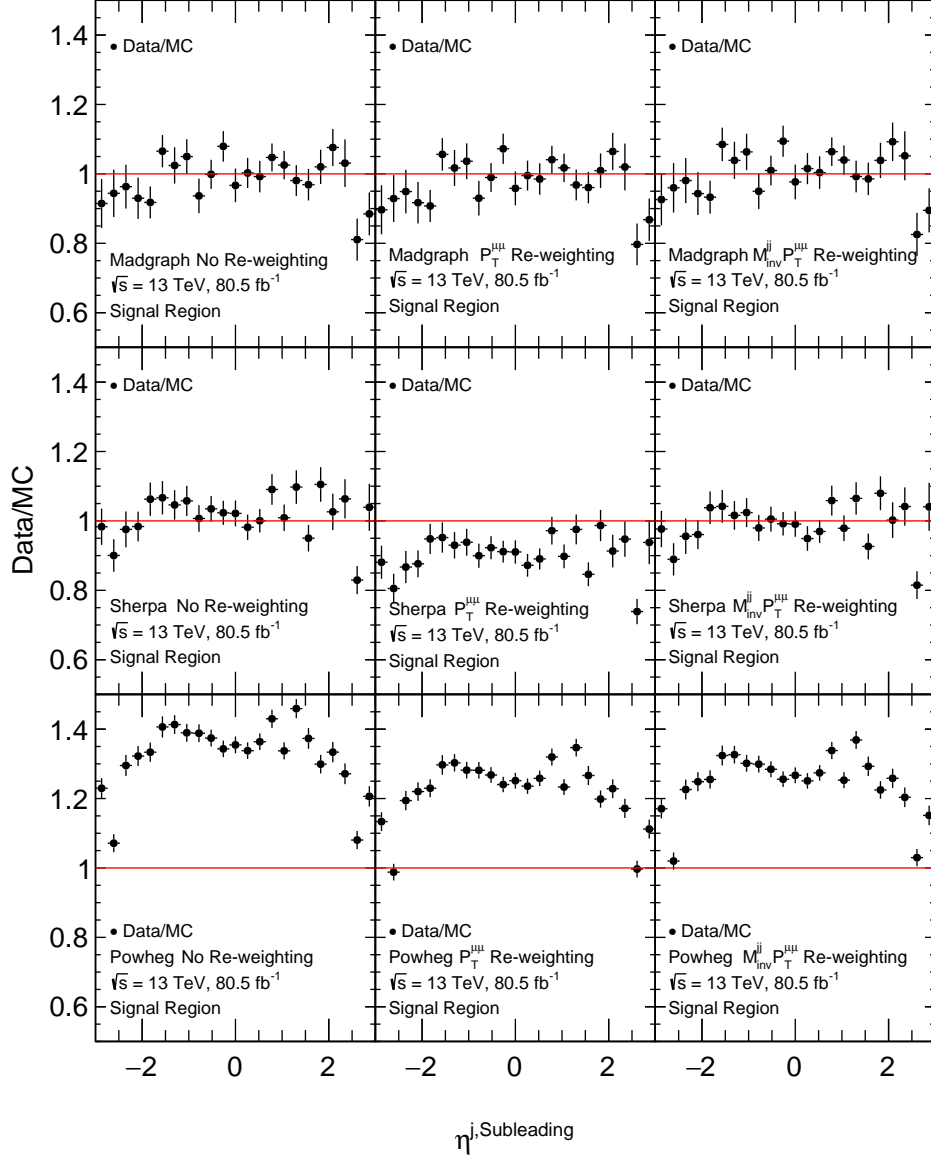 1.4
1.2
1
0.8
0.6
● Data/MC
Madgraph No Re-weighting
√s = 13 TeV, 80.5 fb⁻¹
Signal Region
● Data/MC
Madgraph P_T^μμ Re-weighting
√s = 13 TeV, 80.5 fb⁻¹
Signal Region
● Data/MC
Madgraph M_inv^jj P_T^μμ Re-weighting
√s = 13 TeV, 80.5 fb⁻¹
Signal Region
Data/MC
1.4
1.2
1
0.8
0.6
● Data/MC
Sherpa No Re-weighting
√s = 13 TeV, 80.5 fb⁻¹
Signal Region
● Data/MC
Sherpa P_T^μμ Re-weighting
√s = 13 TeV, 80.5 fb⁻¹
Signal Region
● Data/MC
Sherpa M_inv^jj P_T^μμ Re-weighting
√s = 13 TeV, 80.5 fb⁻¹
Signal Region
1.4
1.2
1
0.8
0.6
● Data/MC
Powheg No Re-weighting
√s = 13 TeV, 80.5 fb⁻¹
Signal Region
● Data/MC
Powheg P_T^μμ Re-weighting
√s = 13 TeV, 80.5 fb⁻¹
Signal Region
● Data/MC
Powheg M_inv^jj P_T^μμ Re-weighting
√s = 13 TeV, 80.5 fb⁻¹
Signal Region
−2 0 2 −2 0 2 −2 0 2
η^j,Subleading